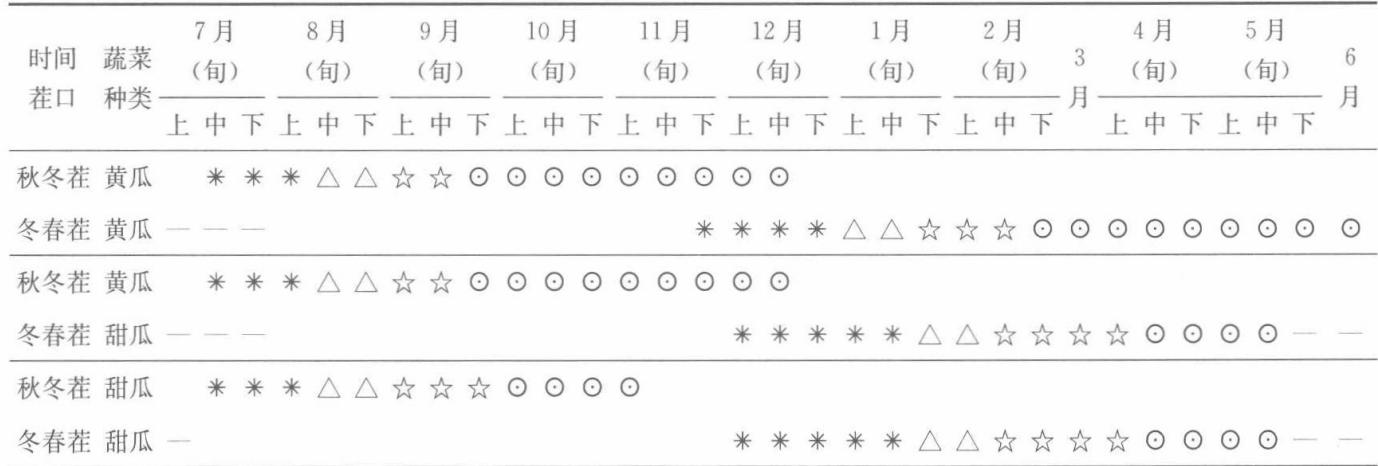 7月 8月 9月 10月 11月 12月 1月 2月 4月 5月
时间 蔬菜 (旬) (旬) (旬) (旬) (旬) (旬) (旬) (旬) 3 (旬) (旬) 6
茬口 种类 月 月
上 中 下 上 中 下 上 中 下 上 中 下 上 中 下 上 中 下 上 中 下 上 中 下 上 中 下 上 中 下
秋冬茬 黄瓜 * * * △ △ ☆ ☆ ⊙ ⊙ ⊙ ⊙ ⊙ ⊙ ⊙ ⊙ ⊙
冬春茬 黄瓜 — — — * * * * △ △ ☆ ☆ ☆ ⊙ ⊙ ⊙ ⊙ ⊙ ⊙ ⊙ ⊙ ⊙
秋冬茬 黄瓜 * * * △ △ ☆ ☆ ⊙ ⊙ ⊙ ⊙ ⊙ ⊙ ⊙ ⊙ ⊙
冬春茬 甜瓜 — — — * * * * * △ △ ☆ ☆ ☆ ☆ ⊙ ⊙ ⊙ ⊙ — —
秋冬茬 甜瓜 * * * △ △ ☆ ☆ ☆ ⊙ ⊙ ⊙ ⊙
冬春茬 甜瓜 — * * * * * △ △ ☆ ☆ ☆ ☆ ⊙ ⊙ ⊙ ⊙ — —